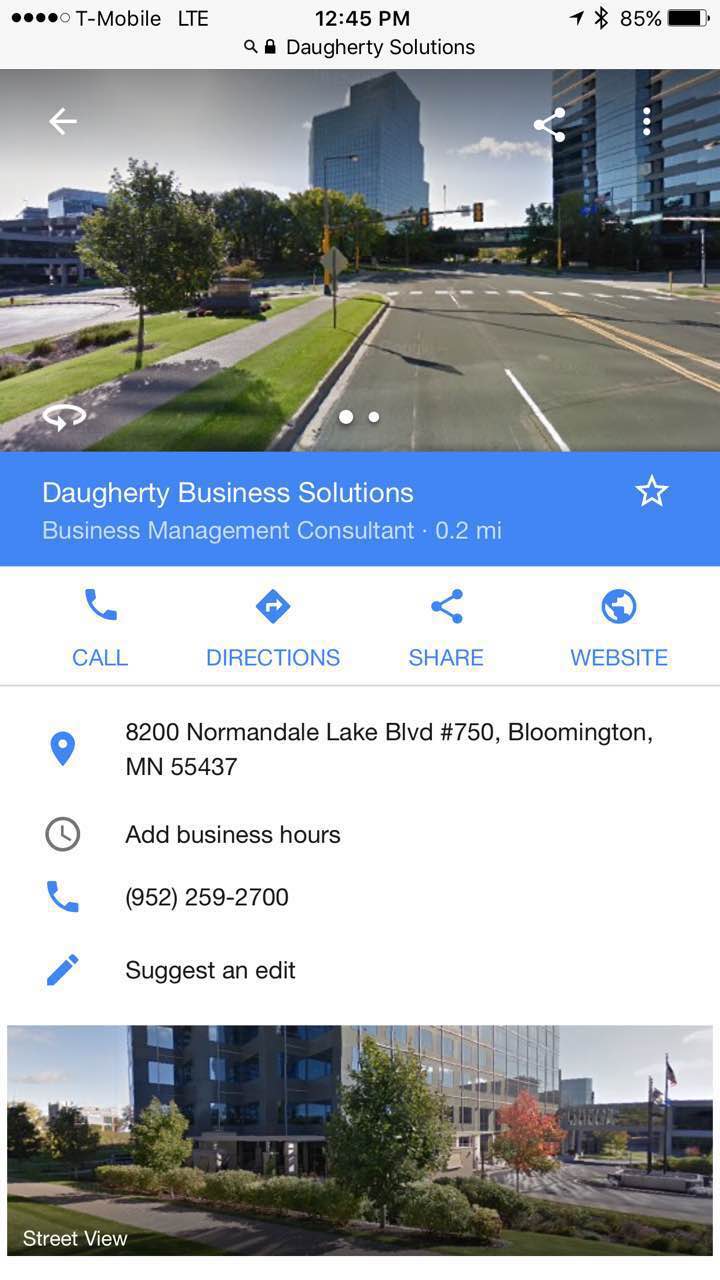 T-Mobile LTE 12:45 PM 85%
Daugherty Solutions
Daugherty Business Solutions
Business Management Consultant · 0.2 mi
CALL DIRECTIONS SHARE WEBSITE
8200 Normandale Lake Blvd #750, Bloomington,
MN 55437
Add business hours
(952) 259-2700
Suggest an edit
Street View